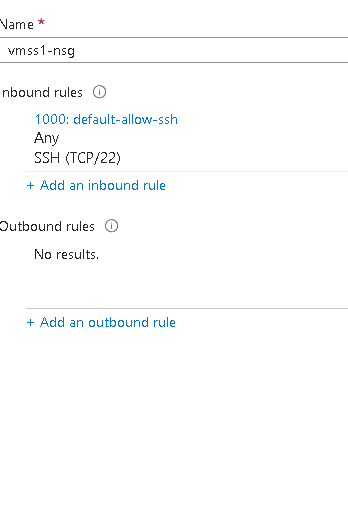 Name *
vmss1-nsg
nbound rules
1000: default-allow-ssh
Any
SSH (TCP/22)
+ Add an inbound rule
Outbound rules
No results.
+ Add an outbound rule